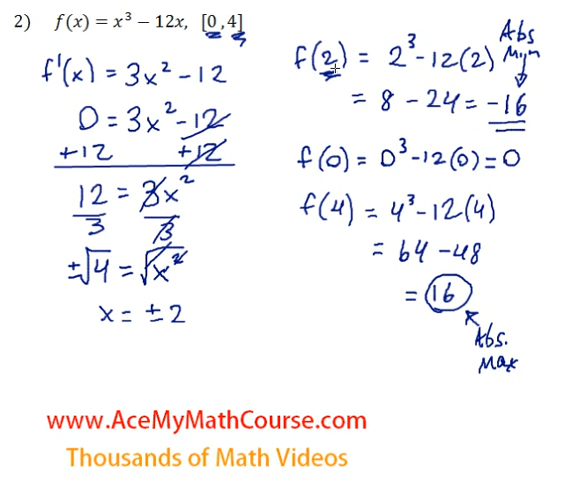 2) f(x) = x³ − 12x, [0,4]
f'(x) = 3x² − 12
0 = 3x² − 12
+12 +12
12 = 3x²
3 3
±√4 = √x²
x = ± 2
Abs
Min
f(2) = 2³ − 12(2)
= 8 − 24 = −16
f(0) = 0³ − 12(0) = 0
f(4) = 4³ − 12(4)
= 64 − 48
= 16
Abs.
Max
www.AceMyMathCourse.com
Thousands of Math Videos